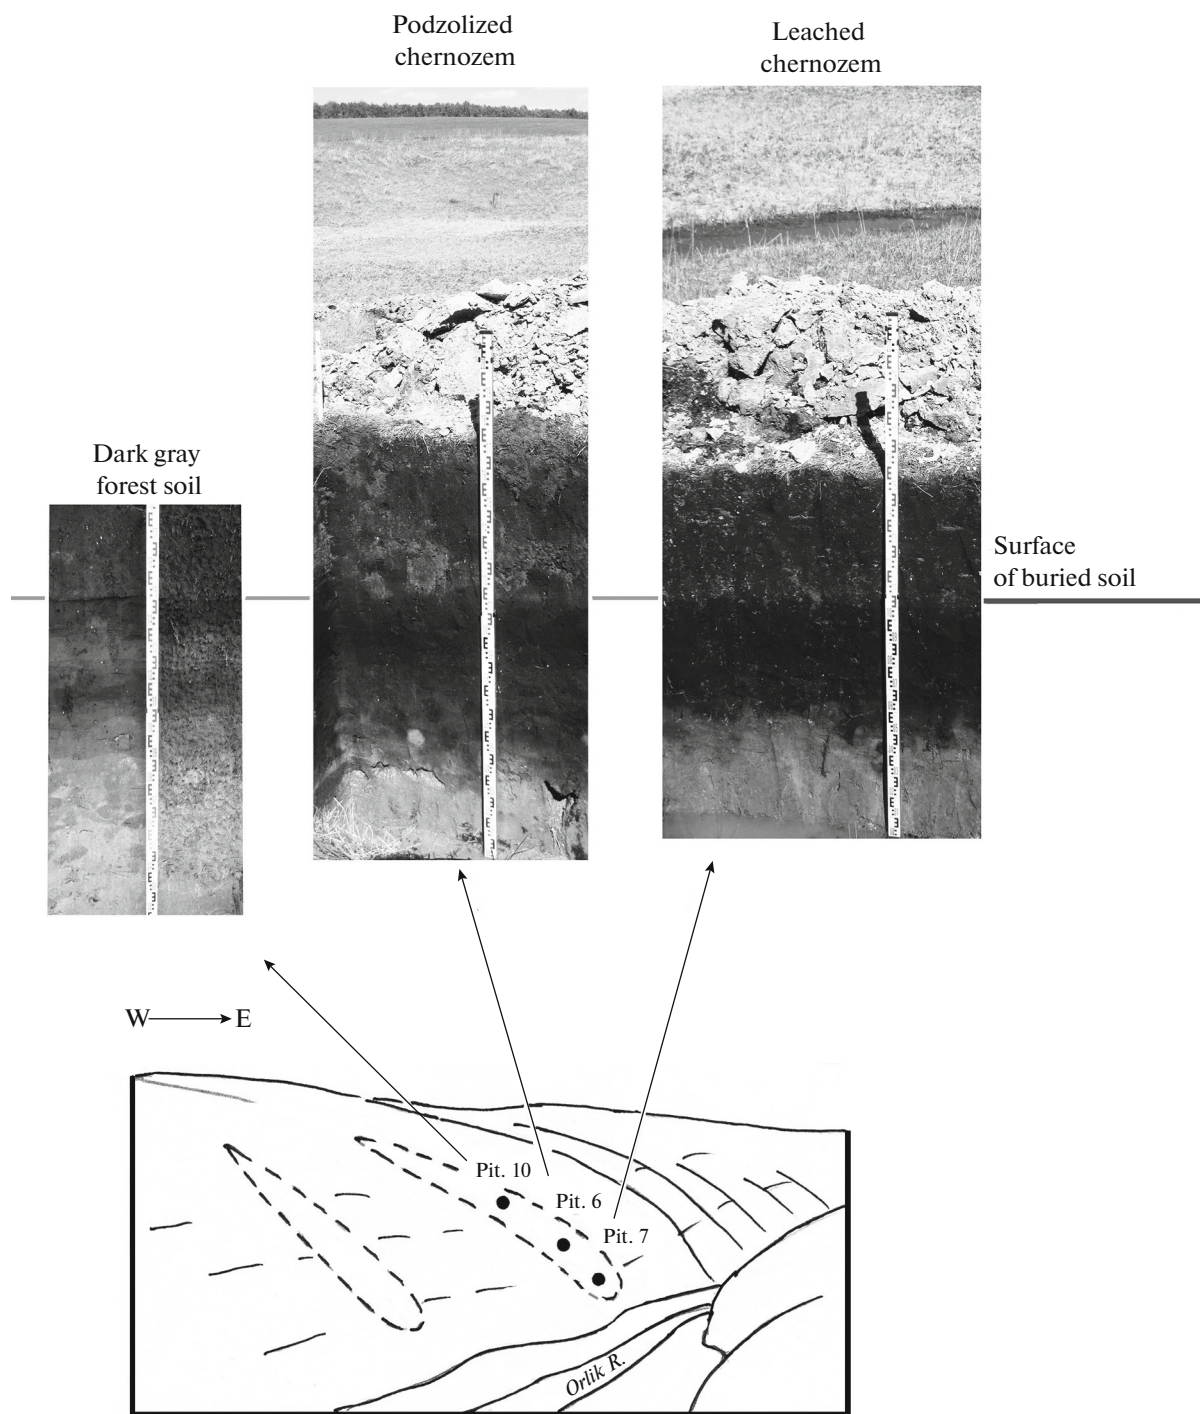 Podzolized
chernozem
Leached
chernozem
Dark gray
forest soil
Surface
of buried soil
W
E
Pit. 10
Pit. 6
Pit. 7
Orlik R.